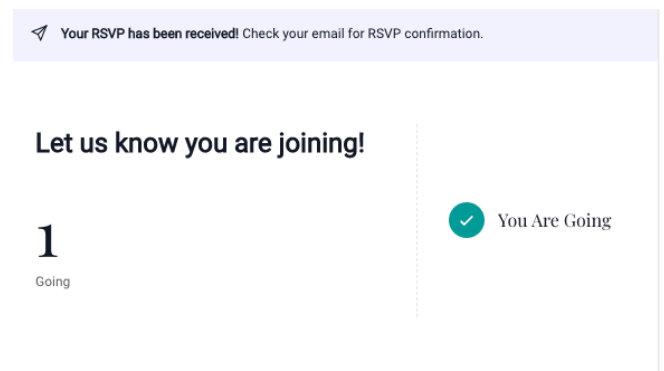 Your RSVP has been received! Check your email for RSVP confirmation.
Let us know you are joining!
1
Going
You Are Going